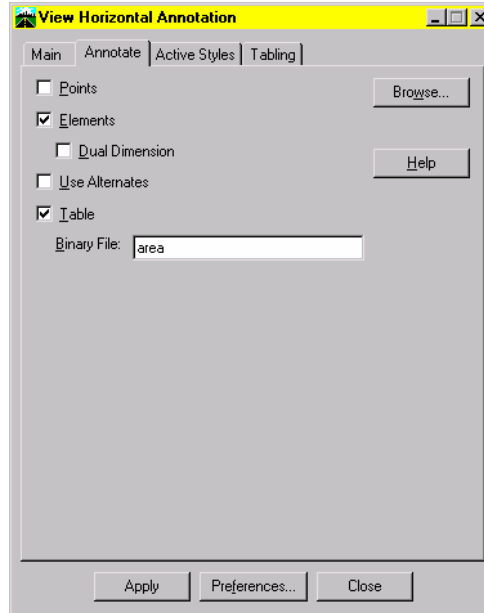 View Horizontal Annotation
Main Annotate Active Styles Tabling
Points Browse...
Elements
Dual Dimension Help
Use Alternates
Table
Binary File: area
Apply Preferences... Close